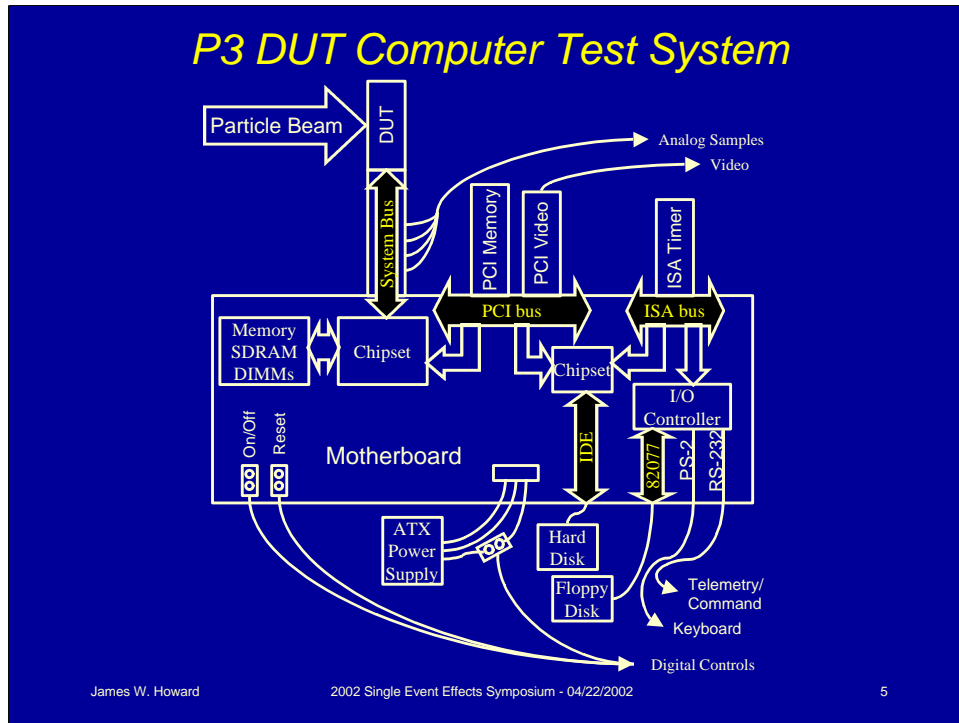 P3 DUT Computer Test System
Particle Beam
DUT
Analog Samples
Video
System Bus
PCI Memory
PCI Video
ISA Timer
PCI bus
ISA bus
Memory
SDRAM
DIMMs
Chipset
Chipset
I/O
Controller
On/Off
Reset
Motherboard
IDE
82077
PS-2
RS-232
ATX
Power
Supply
Hard
Disk
Floppy
Disk
Telemetry/
Command
Keyboard
Digital Controls
James W. Howard
2002 Single Event Effects Symposium - 04/22/2002
5